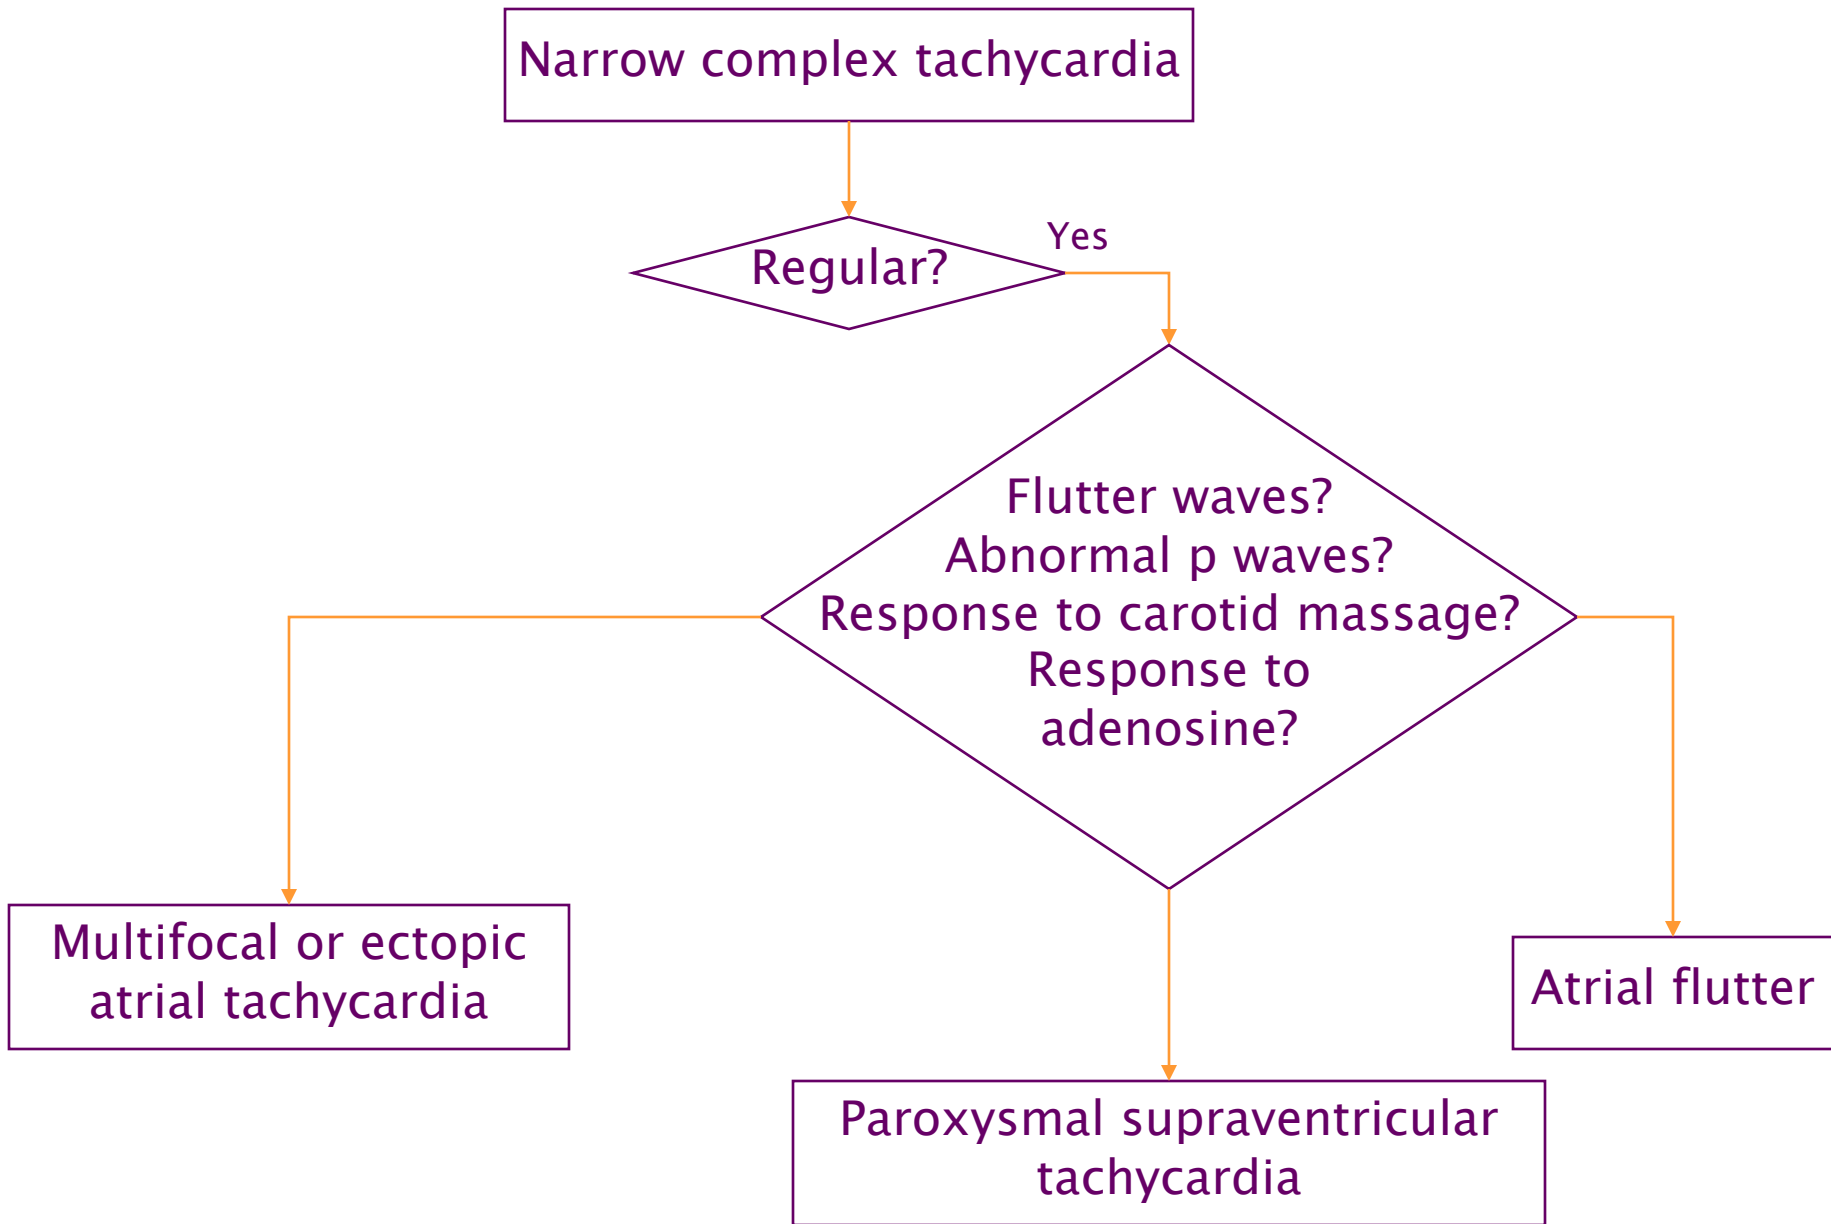 Narrow complex tachycardia
Regular?
Yes
Flutter waves?
Abnormal p waves?
Response to carotid massage?
Response to
adenosine?
Multifocal or ectopic
atrial tachycardia
Atrial flutter
Paroxysmal supraventricular
tachycardia